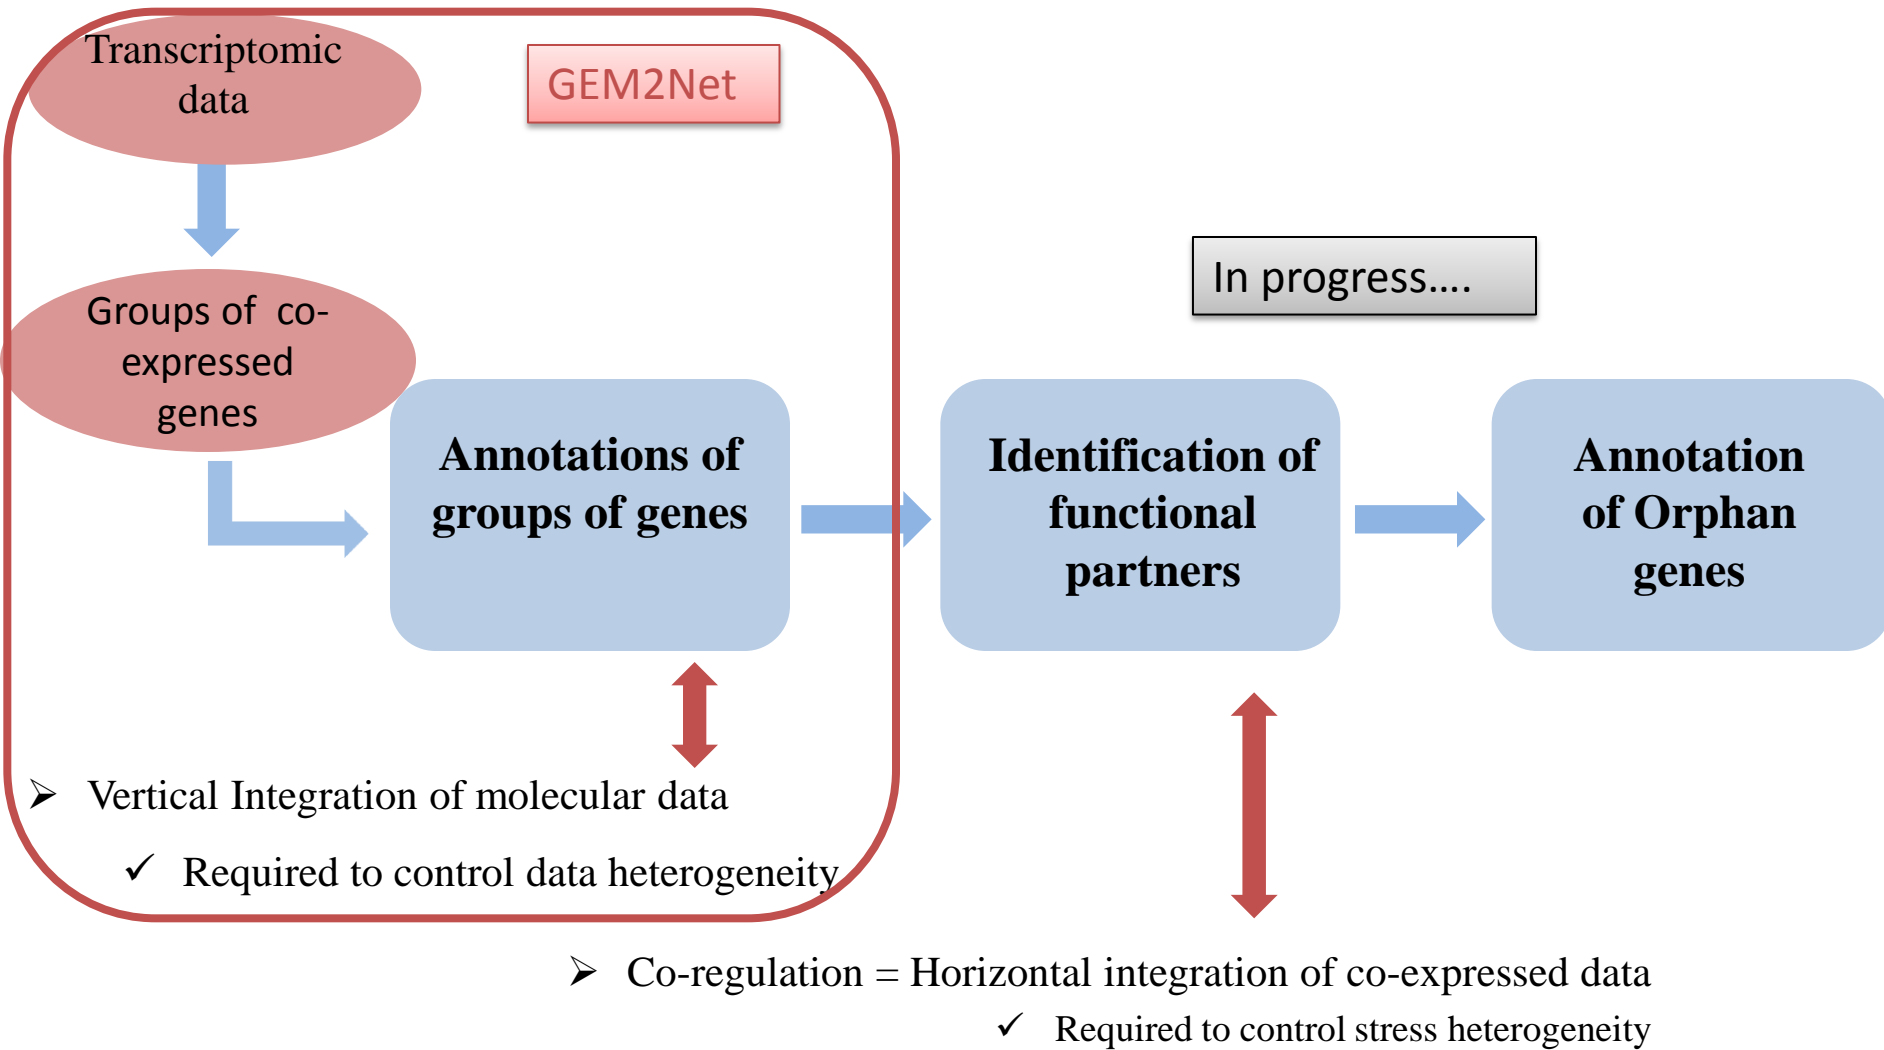 Transcriptomic
data
GEM2Net
Groups of co-
expressed
genes
In progress....
Annotations of
groups of genes
Identification of
functional
partners
Annotation
of Orphan
genes
➢ Vertical Integration of molecular data
✓ Required to control data heterogeneity
➢ Co-regulation = Horizontal integration of co-expressed data
✓ Required to control stress heterogeneity